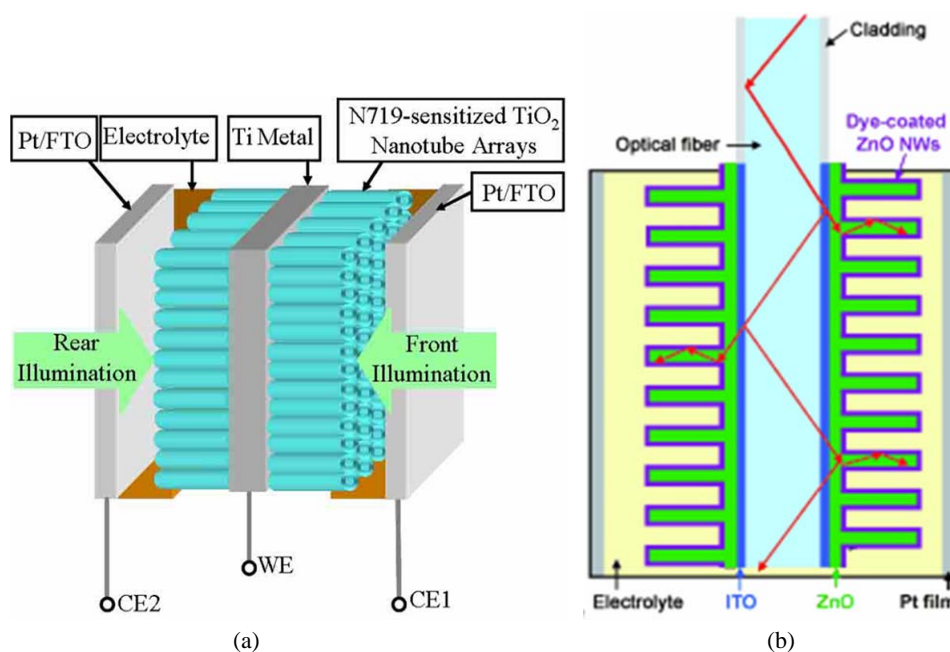 N719-sensitized TiO₂
Nanotube Arrays
Pt/FTO
Electrolyte
Ti Metal
Pt/FTO
Rear
Illumination
Front
Illumination
WE
CE2
CE1
(a)
Cladding
Optical fiber
Dye-coated
ZnO NWs
Electrolyte
ITO
ZnO
Pt film
(b)